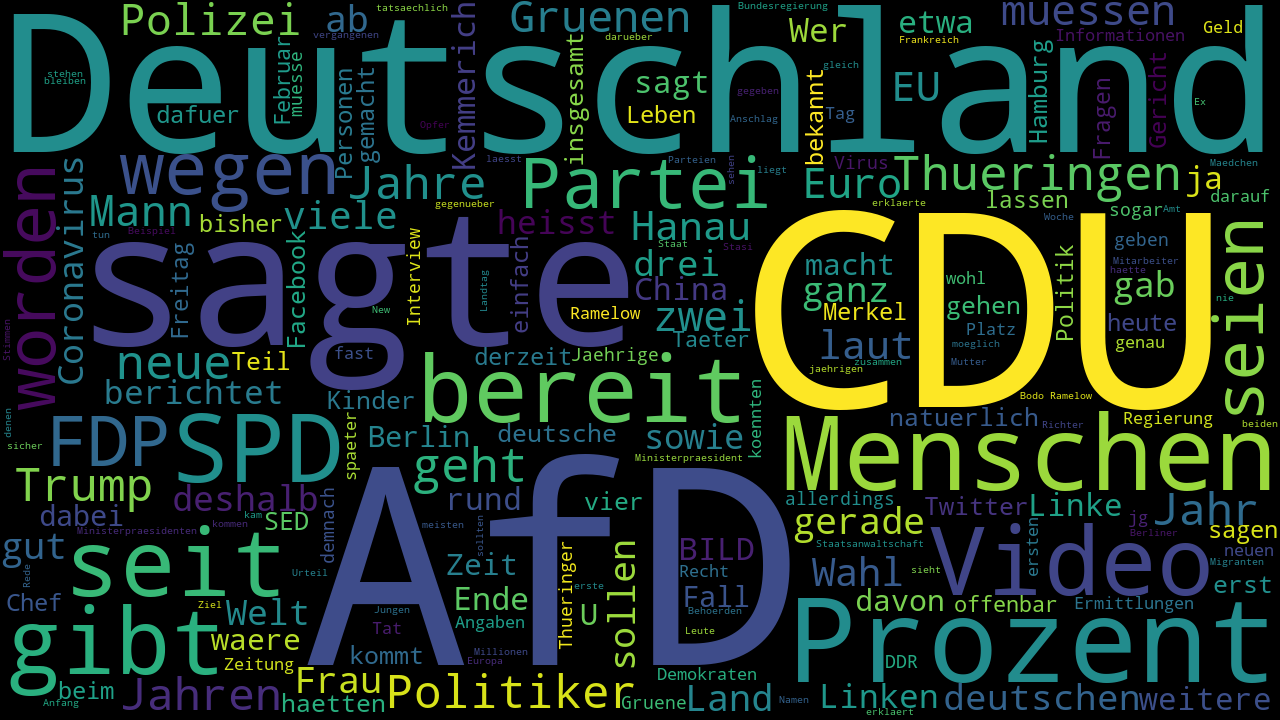 Deutschland
tatsaechlich
Polizei
ab
vergangenen
Gruenen
darueber
Bundesregierung
Wer
etwa
Frankreich
muessen
Informationen
Geld
stehen
bleiben
Februar
muesse
dafuer
Personen
gemacht
Opfer
Kemmerich
insgesamt
sagt
Leben
gegeben
Anschlag
bekannt
gleich
Tag
EU
Hamburg
Fragen
Gericht
Ex
worden
Coronavirus
wegen
Jahre
laesst
Partei
Parteien
sehen
liegt
Virus
Euro
erklaerte
Thueringen
Maedchen
ja
Mann
bisher
viele
gegenueber
heisst
Hanau
Staat
Stasi
Woche
Amt
lassen
sogar
darauf
tun
Beispiel
sagte
Freitag
Facebook
Interview
Landtag
einfach
drei
China
CDU
macht
ganz
wohl
gehen
Politik
geben
Mitarbeiter
haette
gab
nie
seien
New
Ramelow
zwei
Merkel
Platz
heute
Stimmen
neue
Teil
fast
derzeit
Jaehrige
Taeter
laut
zusammen
moeglich
Mutter
genau
berichtet
Kinder
bereit
koennten
jaehrigen
Bodo Ramelow
denen
sicher
FDP
SPD
spaeter
Berlin
deutsche
sowie
natuerlich
Richter
Regierung
beiden
Menschen
Trump
geht
Ministerpraesident
deshalb
dabei
SED
demnach
AfD
rund
vier
allerdings
Twitter
Linke
Jahr
Ministerpraesidenten
kommen
kam
meisten
sollten
BILD
gerade
jg
Berliner
sagen
gut
seit
Urteil
Zeit
Thueringer
sollen
Recht
Staatsanwaltschaft
Video
ersten
neuen
Migranten
Rede
sieht
Wahl
Chef
Ziel
Welt
Jungen
Ende
erste
U
Fall
Behoerden
davon
offenbar
Ermittlungen
erst
gibt
waere
Tat
Angaben
Leute
Prozent
Zeitung
kommt
Millionen
Europa
Demokraten
DDR
beim
Anfang
Jahren
Frau
haetten
Politiker
Gruene
Land
Namen
Linken
erklaert
deutschen
weitere